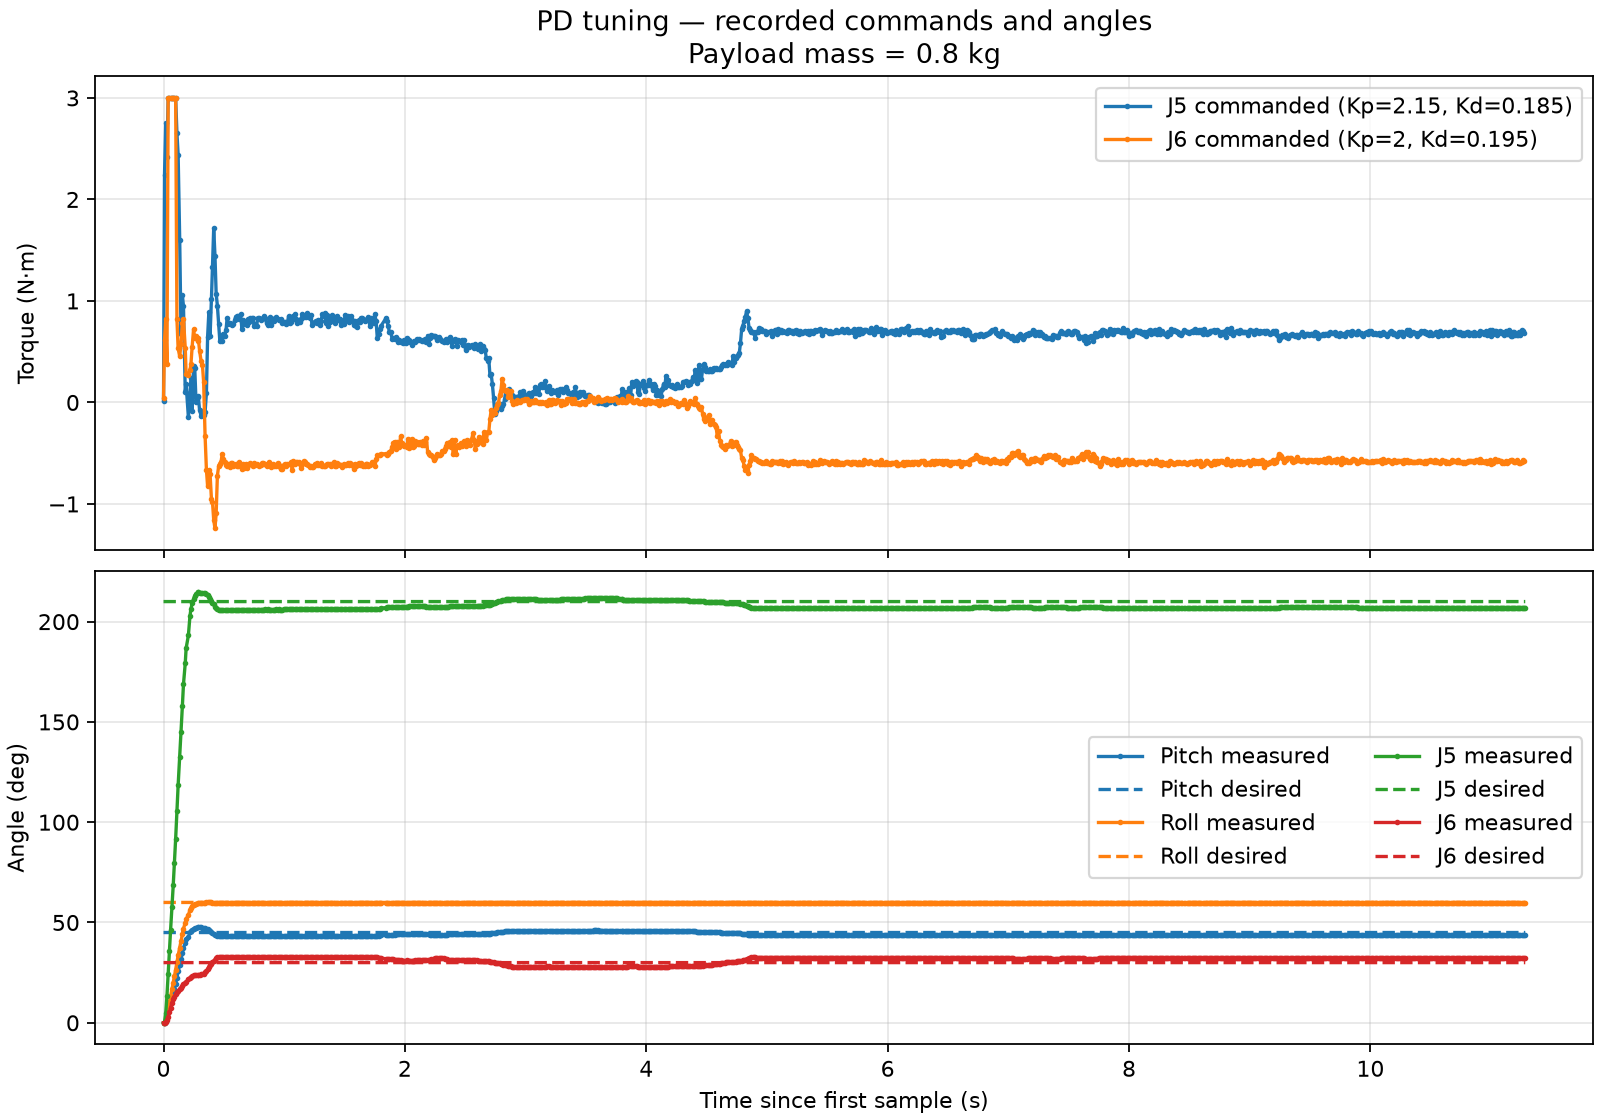 PD tuning — recorded commands and angles
Payload mass = 0.8 kg
Torque (N·m)
3
2
1
0
−1
J5 commanded (Kp=2.15, Kd=0.185)
J6 commanded (Kp=2, Kd=0.195)
Angle (deg)
200
150
100
50
0
Pitch measured
Pitch desired
Roll measured
Roll desired
J5 measured
J5 desired
J6 measured
J6 desired
0 2 4 6 8 10
Time since first sample (s)